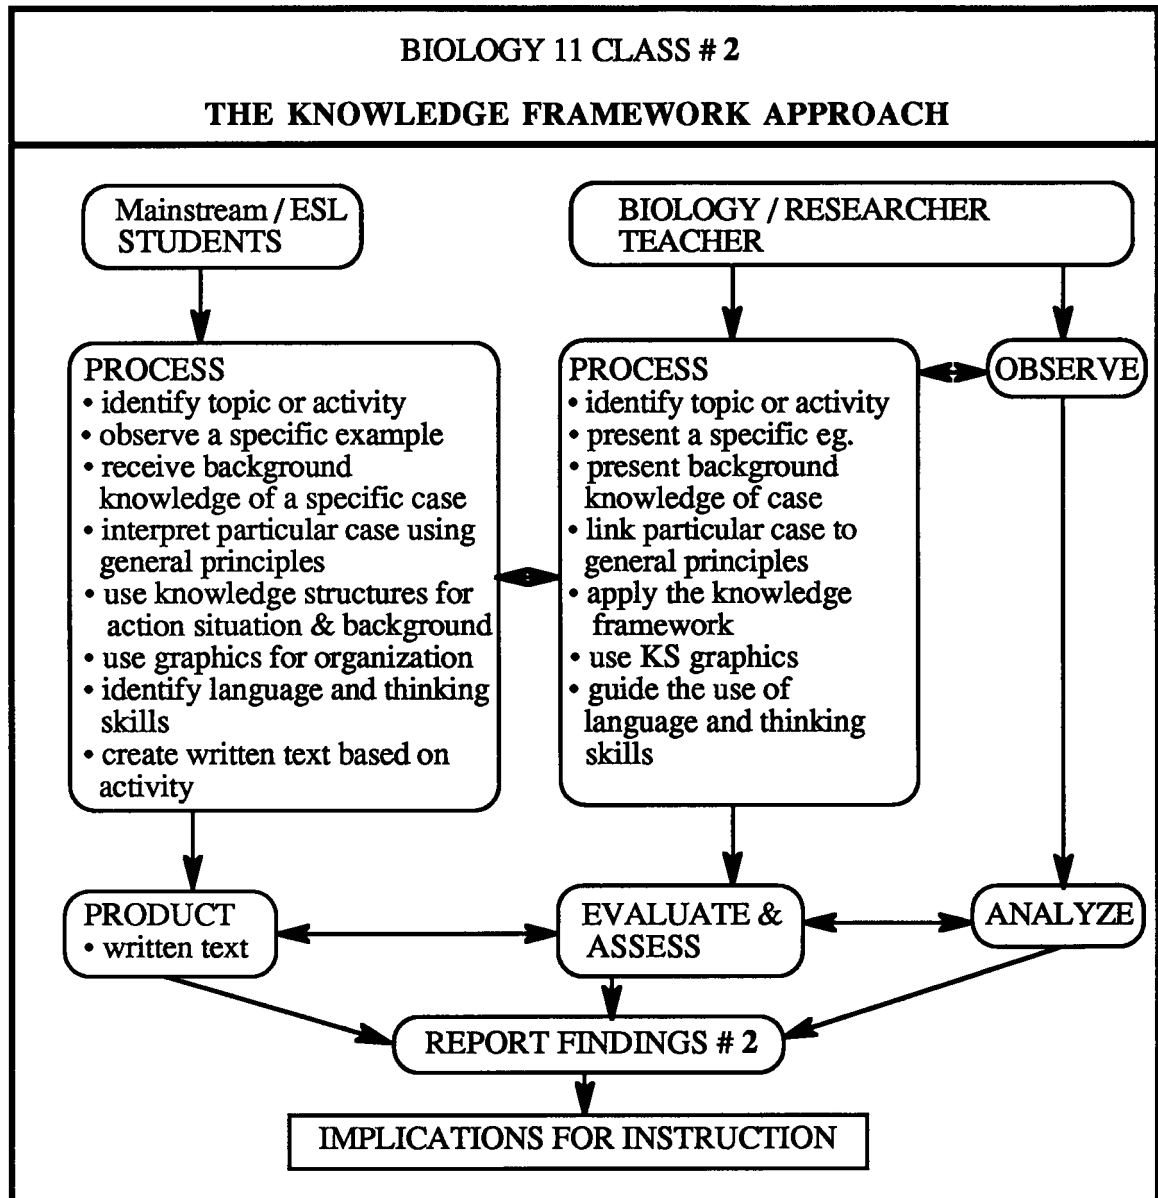 BIOLOGY 11 CLASS # 2
THE KNOWLEDGE FRAMEWORK APPROACH
Mainstream / ESL
STUDENTS
BIOLOGY / RESEARCHER
TEACHER
PROCESS
• identify topic or activity
• observe a specific example
• receive background
knowledge of a specific case
• interpret particular case using
general principles
• use knowledge structures for
action situation & background
• use graphics for organization
• identify language and thinking
skills
• create written text based on
activity
PROCESS
• identify topic or activity
• present a specific eg.
• present background
knowledge of case
• link particular case to
general principles
• apply the knowledge
framework
• use KS graphics
• guide the use of
language and thinking
skills
OBSERVE
PRODUCT
• written text
EVALUATE &
ASSESS
ANALYZE
REPORT FINDINGS # 2
IMPLICATIONS FOR INSTRUCTION